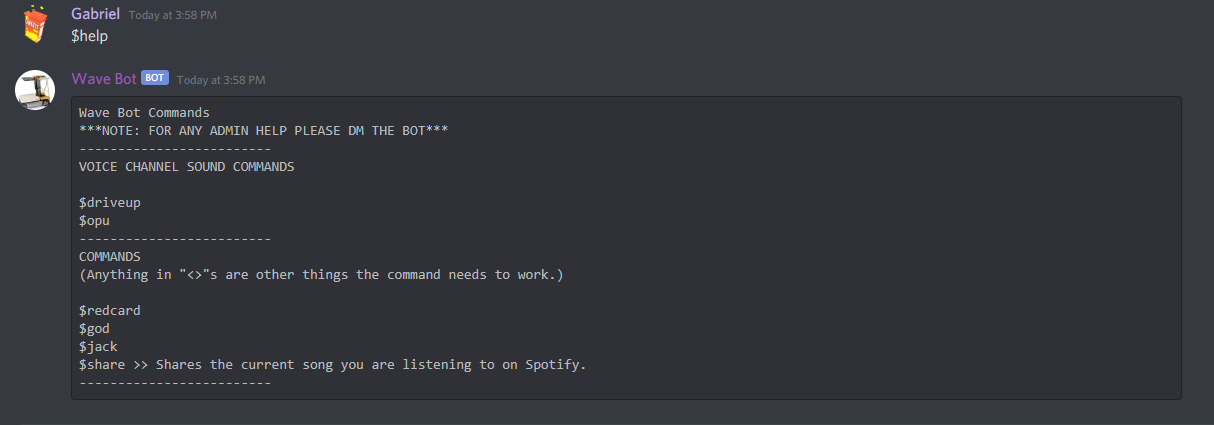 Gabriel Today at 3:58 PM
$help
Wave Bot BOT Today at 3:58 PM
Wave Bot Commands
***NOTE: FOR ANY ADMIN HELP PLEASE DM THE BOT***
-------------------------
VOICE CHANNEL SOUND COMMANDS
$driveup
$opu
-------------------------
COMMANDS
(Anything in "<>"s are other things the command needs to work.)
$redcard
$god
$jack
$share >> Shares the current song you are listening to on Spotify.
-------------------------